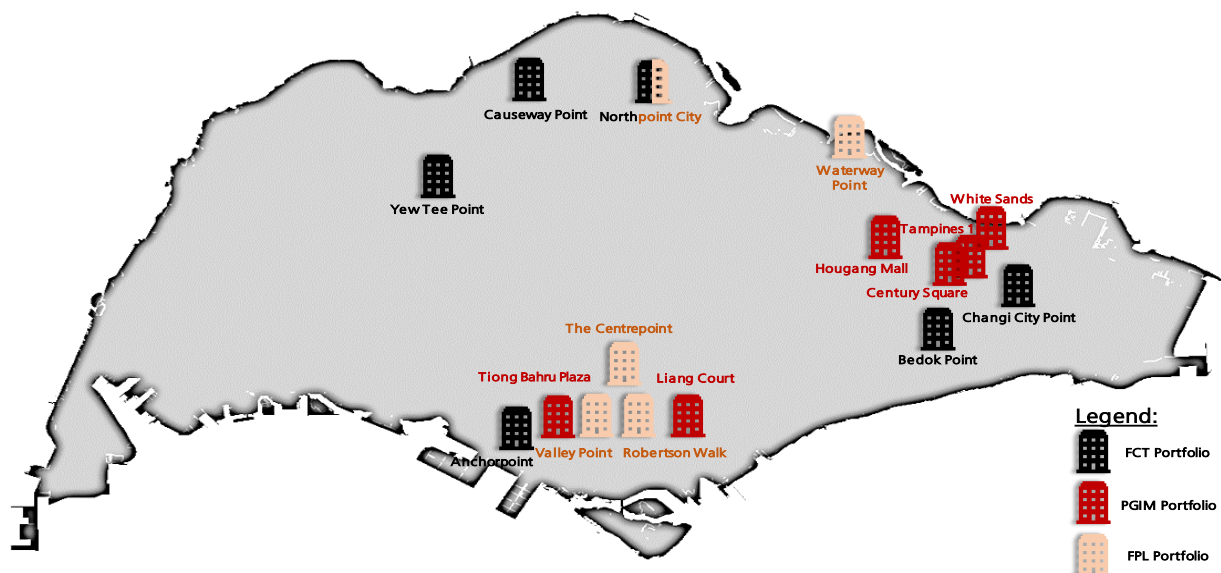 Causeway Point
Northpoint City
Waterway
Point
Yew Tee Point
White Sands
Tampines 1
Hougang Mall
Century Square
Changi City Point
Bedok Point
The Centrepoint
Tiong Bahru Plaza
Liang Court
Anchorpoint
Valley Point
Robertson Walk
Legend:
FCT Portfolio
PGIM Portfolio
FPL Portfolio